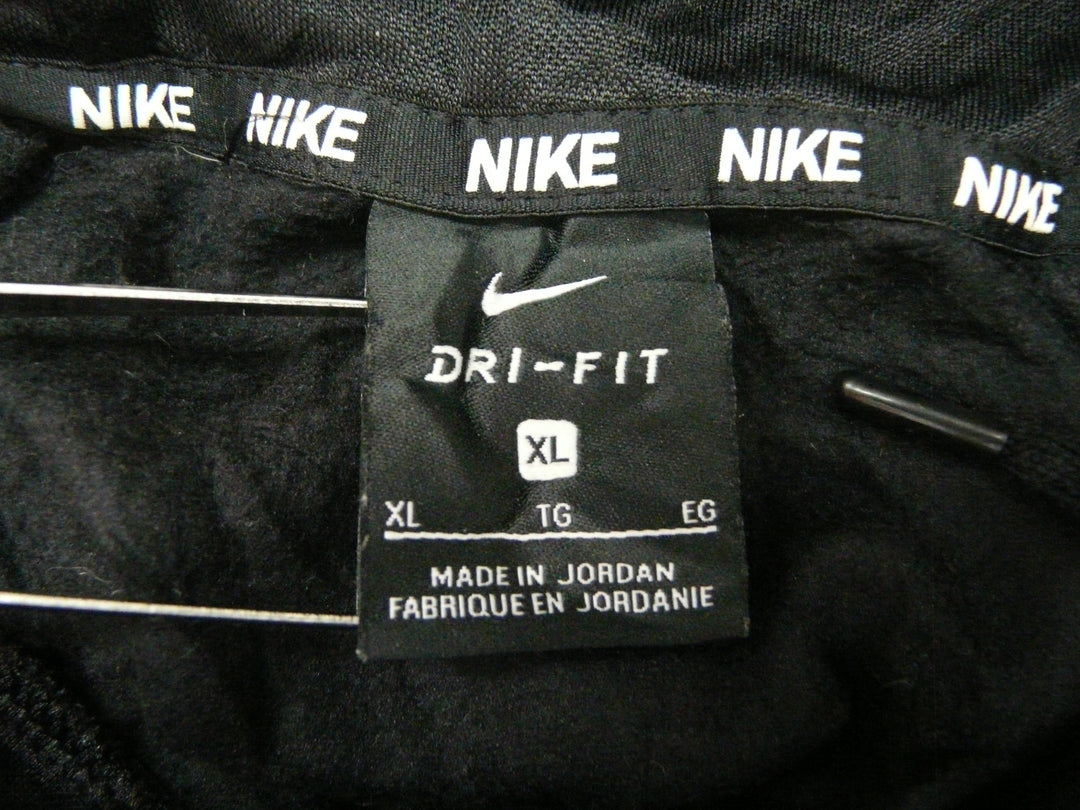 NIKE NIKE NIKE NIKE NIKE
DRI-FIT
XL
XL TG EG
MADE IN JORDAN
FABRIQUE EN JORDANIE